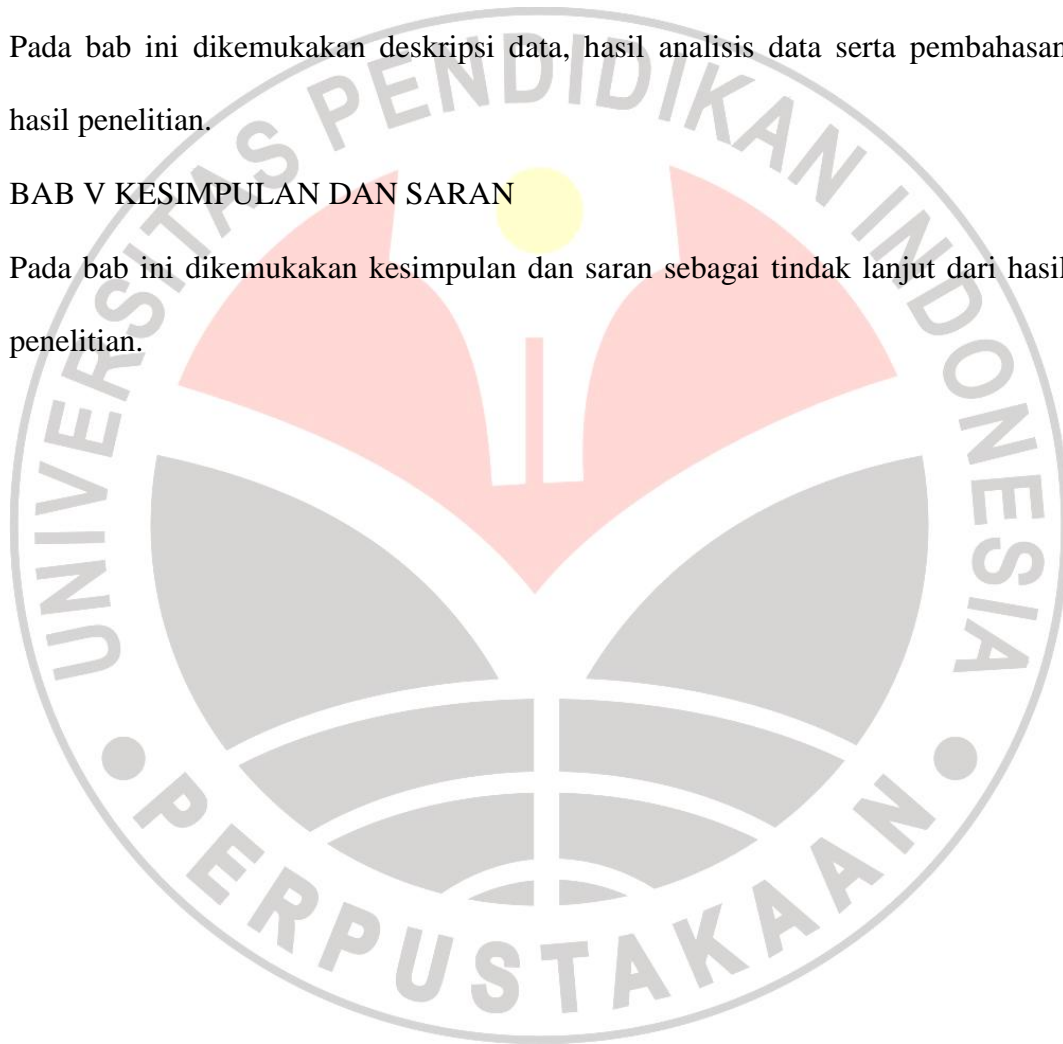 Pada bab ini dikemukakan deskripsi data, hasil analisis data serta pembahasan
hasil penelitian.
BAB V KESIMPULAN DAN SARAN
Pada bab ini dikemukakan kesimpulan dan saran sebagai tindak lanjut dari hasil
penelitian.
UNIVERSITAS PENDIDIKAN INDONESIA
PERPUSTAKAAN